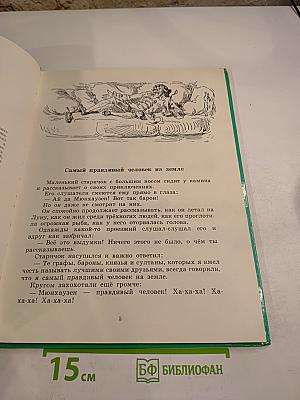 Самый правдивый человек на земле
Маленький старичок с большим носом сидит у камина
и рассказывает о своих приключениях.
Его слушатели смеются ему прямо в глаза:
— Ай да Мюнхаузен! Вот так барон!
Но он даже не смотрит на них.
Он спокойно продолжает рассказывать, как он летал на
Луну, как он жил среди трёхногих людей, как его проглоти-
ла огромная рыба, как у него оторвалась голова.
Однажды какой-то проезжий слушал-слушал его и
вдруг как закричит:
— Всё это выдумки! Ничего этого не было, о чём ты
рассказываешь.
Старичок насупился и важно ответил:
— Те графы, бароны, князья и султаны, которых я имел
честь называть лучшими своими друзьями, всегда говорили,
что я самый правдивый человек на земле.
Кругом захохотали ещё громче:
— Мюнхаузен — правдивый человек! Ха-ха-ха! Ха-
ха-ха! Ха-ха-ха!
5
15 см
БФ БИБЛИОФАН